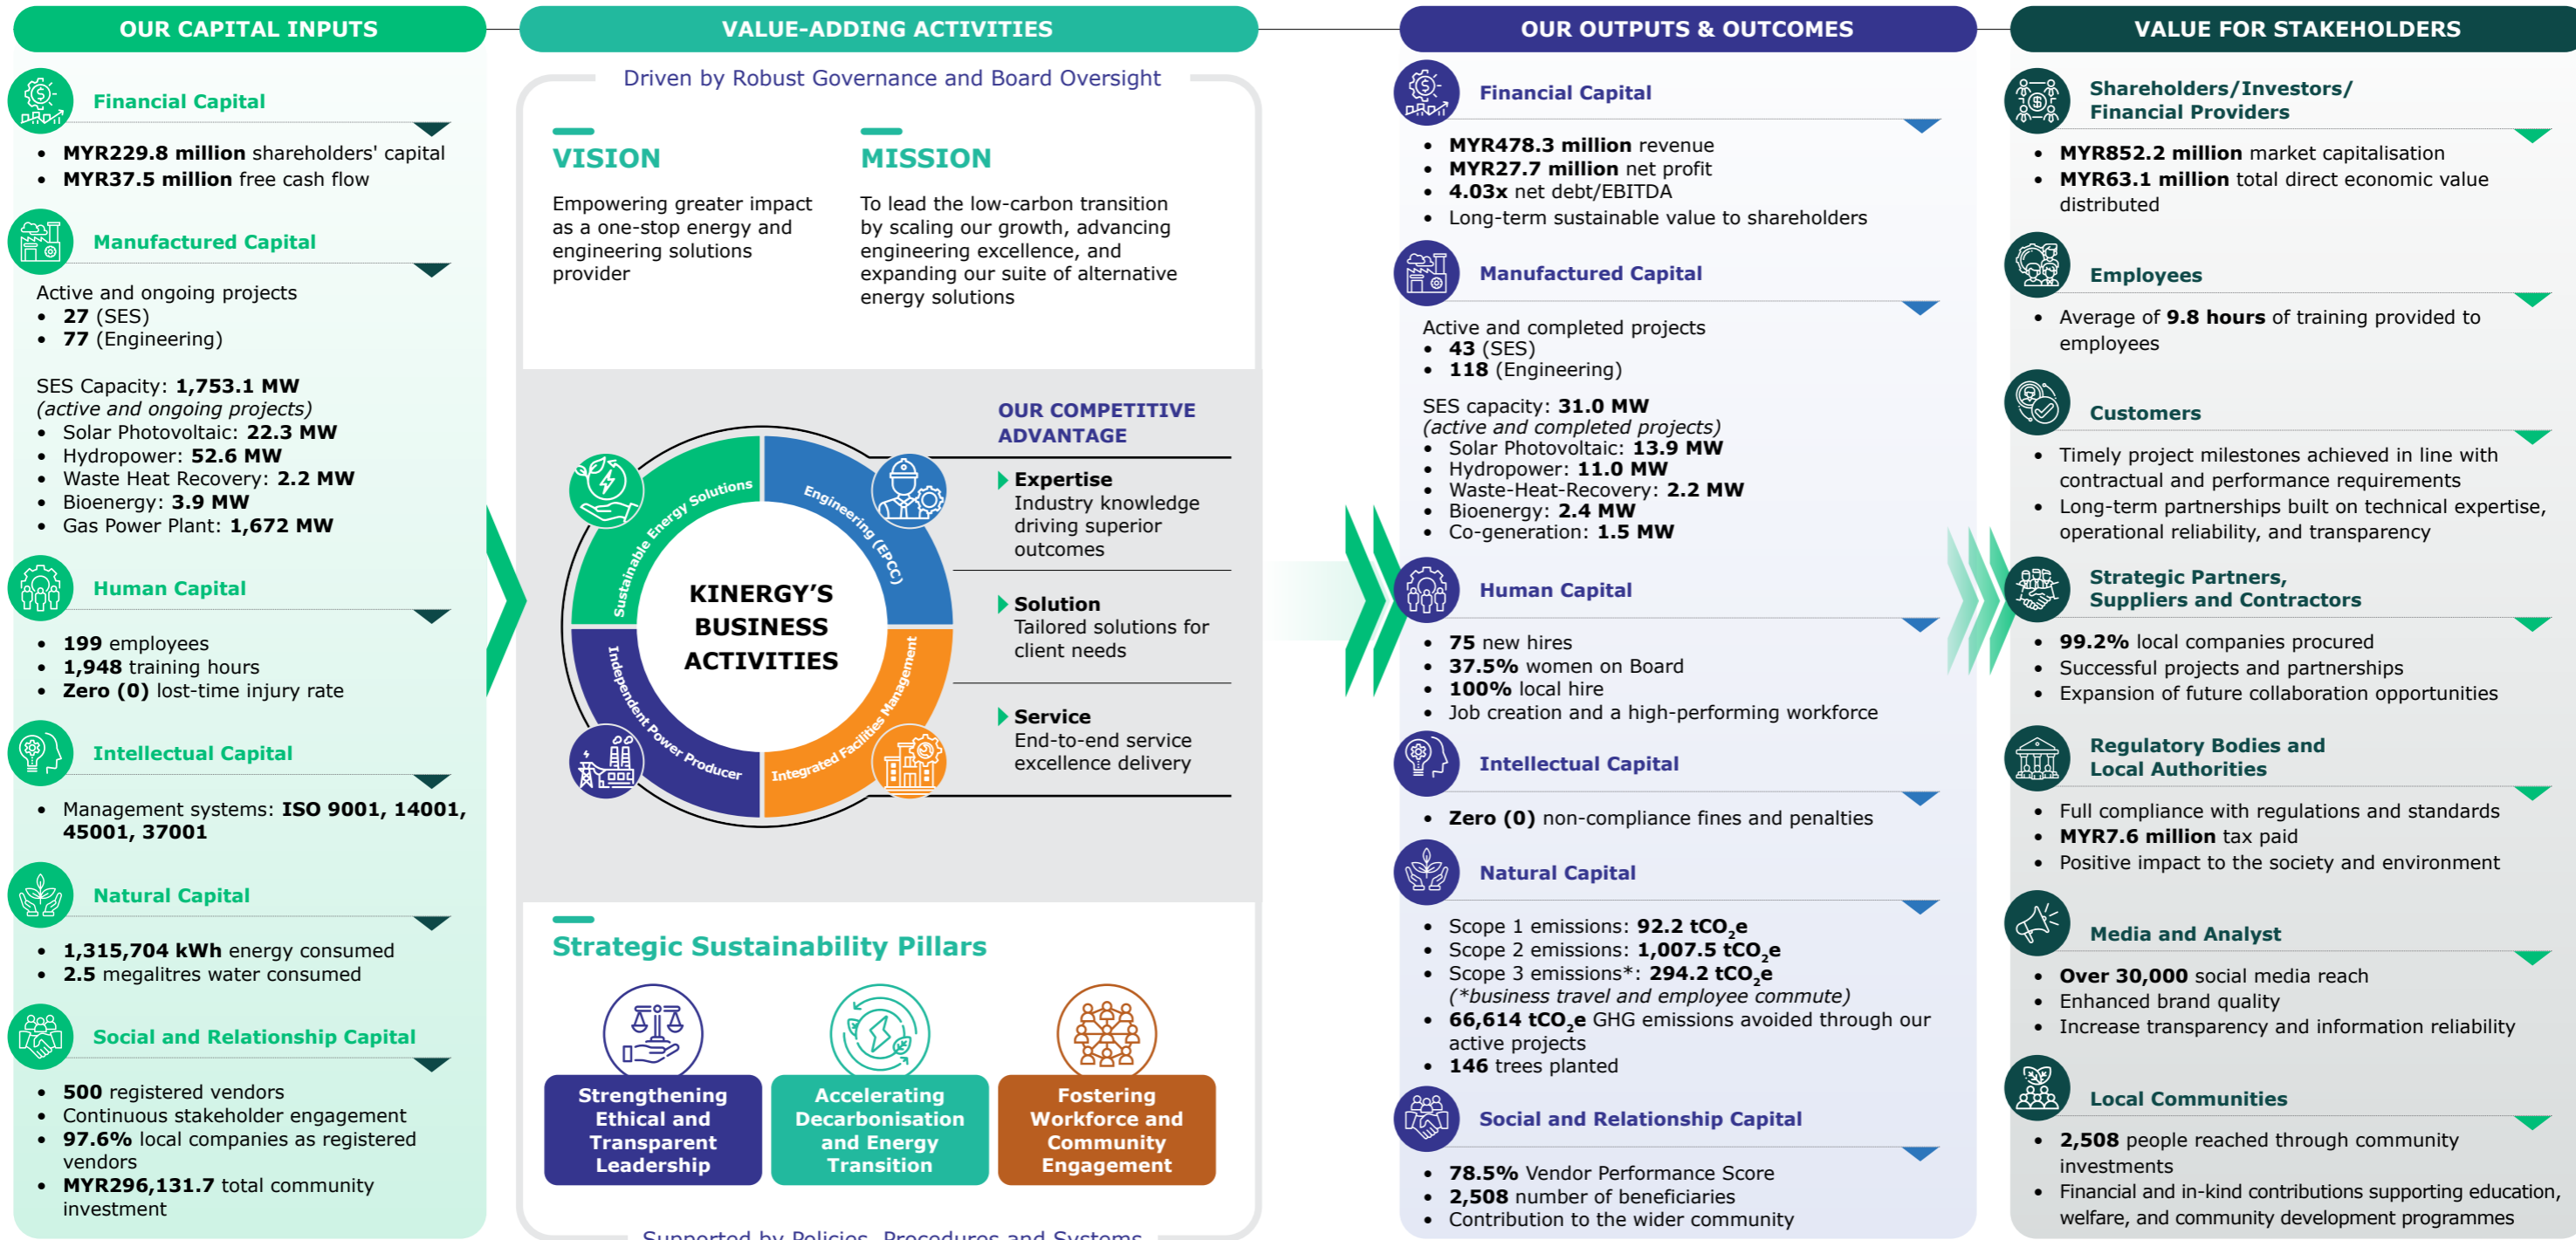 OUR CAPITAL INPUTS
Financial Capital
• MYR229.8 million shareholders' capital
• MYR37.5 million free cash flow
Manufactured Capital
Active and ongoing projects
• 27 (SES)
• 77 (Engineering)
SES Capacity: 1,753.1 MW
(active and ongoing projects)
• Solar Photovoltaic: 22.3 MW
• Hydropower: 52.6 MW
• Waste Heat Recovery: 2.2 MW
• Bioenergy: 3.9 MW
• Gas Power Plant: 1,672 MW
Human Capital
• 199 employees
• 1,948 training hours
• Zero (0) lost-time injury rate
Intellectual Capital
• Management systems: ISO 9001, 14001,
45001, 37001
Natural Capital
• 1,315,704 kWh energy consumed
• 2.5 megalitres water consumed
Social and Relationship Capital
• 500 registered vendors
• Continuous stakeholder engagement
• 97.6% local companies as registered
vendors
• MYR296,131.7 total community
investment
VALUE-ADDING ACTIVITIES
Driven by Robust Governance and Board Oversight
VISION
Empowering greater impact
as a one-stop energy and
engineering solutions
provider
MISSION
To lead the low-carbon transition
by scaling our growth, advancing
engineering excellence, and
expanding our suite of alternative
energy solutions
Sustainable Energy Solutions
Engineering (EPCC)
Independent Power Producer
Integrated Facilities Management
KINERGY'S
BUSINESS
ACTIVITIES
OUR COMPETITIVE
ADVANTAGE
Expertise
Industry knowledge
driving superior
outcomes
Solution
Tailored solutions for
client needs
Service
End-to-end service
excellence delivery
Strategic Sustainability Pillars
Strengthening
Ethical and
Transparent
Leadership
Accelerating
Decarbonisation
and Energy
Transition
Fostering
Workforce and
Community
Engagement
Supported by Policies, Procedures and Systems
OUR OUTPUTS & OUTCOMES
Financial Capital
• MYR478.3 million revenue
• MYR27.7 million net profit
• 4.03x net debt/EBITDA
• Long-term sustainable value to shareholders
Manufactured Capital
Active and completed projects
• 43 (SES)
• 118 (Engineering)
SES capacity: 31.0 MW
(active and completed projects)
• Solar Photovoltaic: 13.9 MW
• Hydropower: 11.0 MW
• Waste-Heat-Recovery: 2.2 MW
• Bioenergy: 2.4 MW
• Co-generation: 1.5 MW
Human Capital
• 75 new hires
• 37.5% women on Board
• 100% local hire
• Job creation and a high-performing workforce
Intellectual Capital
• Zero (0) non-compliance fines and penalties
Natural Capital
• Scope 1 emissions: 92.2 tCO₂e
• Scope 2 emissions: 1,007.5 tCO₂e
• Scope 3 emissions*: 294.2 tCO₂e
(*business travel and employee commute)
• 66,614 tCO₂e GHG emissions avoided through our
active projects
• 146 trees planted
Social and Relationship Capital
• 78.5% Vendor Performance Score
• 2,508 number of beneficiaries
• Contribution to the wider community
VALUE FOR STAKEHOLDERS
Shareholders/Investors/
Financial Providers
• MYR852.2 million market capitalisation
• MYR63.1 million total direct economic value
distributed
Employees
• Average of 9.8 hours of training provided to
employees
Customers
• Timely project milestones achieved in line with
contractual and performance requirements
• Long-term partnerships built on technical expertise,
operational reliability, and transparency
Strategic Partners,
Suppliers and Contractors
• 99.2% local companies procured
• Successful projects and partnerships
• Expansion of future collaboration opportunities
Regulatory Bodies and
Local Authorities
• Full compliance with regulations and standards
• MYR7.6 million tax paid
• Positive impact to the society and environment
Media and Analyst
• Over 30,000 social media reach
• Enhanced brand quality
• Increase transparency and information reliability
Local Communities
• 2,508 people reached through community
investments
• Financial and in-kind contributions supporting education,
welfare, and community development programmes